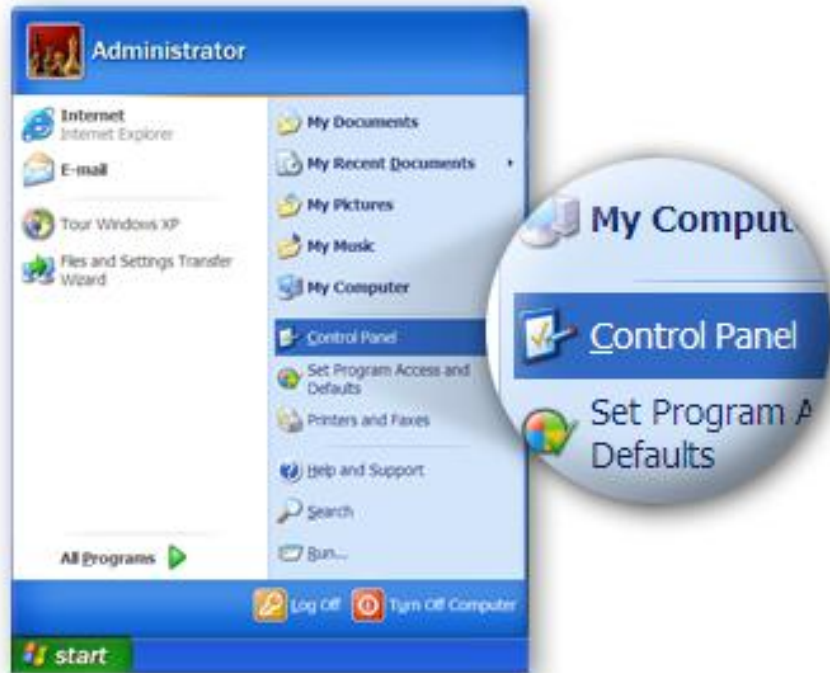 Administrator
Internet
Internet Explorer
E-mail
Tour Windows XP
Files and Settings Transfer
Wizard
All Programs
My Documents
My Recent Documents
My Pictures
My Music
My Computer
Control Panel
Set Program Access and
Defaults
Printers and Faxes
Help and Support
Search
Run...
Log Off
Turn Off Computer
start
My Comput
Control Panel
Set Program A
Defaults